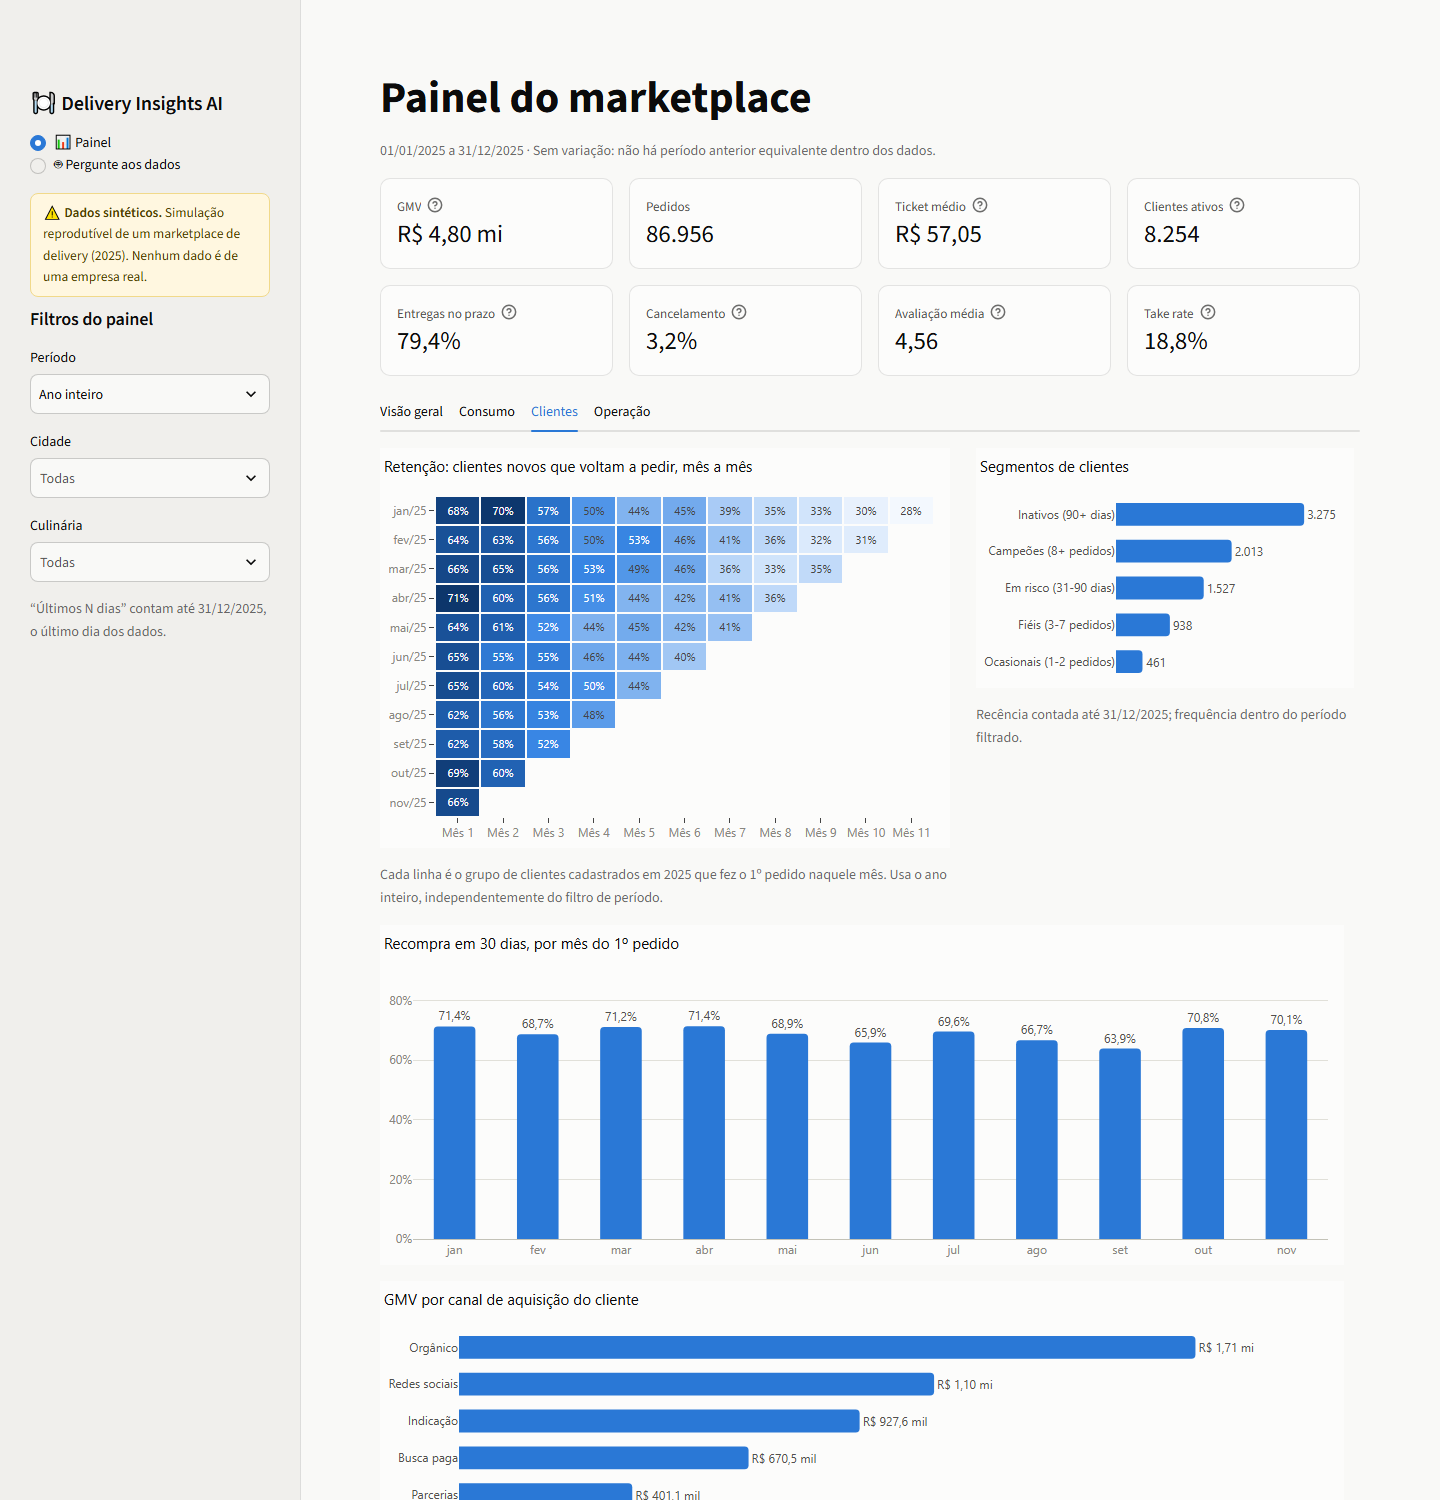 Delivery Insights AI
Painel
Pergunte aos dados
Dados sintéticos. Simulação
reprodutível de um marketplace de
delivery (2025). Nenhum dado é de
uma empresa real.
Filtros do painel
Período
Ano inteiro
Cidade
Todas
Culinária
Todas
“Últimos N dias” contam até 31/12/2025,
o último dia dos dados.
Painel do marketplace
01/01/2025 a 31/12/2025 · Sem variação: não há período anterior equivalente dentro dos dados.
GMV
R$ 4,80 mi
Pedidos
86.956
Ticket médio
R$ 57,05
Clientes ativos
8.254
Entregas no prazo
79,4%
Cancelamento
3,2%
Avaliação média
4,56
Take rate
18,8%
Visão geral Consumo Clientes Operação
Retenção: clientes novos que voltam a pedir, mês a mês
jan/25 68% 70% 57% 50% 44% 45% 39% 35% 33% 30% 28%
fev/25 64% 63% 56% 50% 53% 46% 41% 36% 32% 31%
mar/25 66% 65% 56% 53% 49% 46% 36% 33% 35%
abr/25 71% 60% 56% 51% 44% 42% 41% 36%
mai/25 64% 61% 52% 44% 45% 42% 41%
jun/25 65% 55% 55% 46% 44% 40%
jul/25 65% 60% 54% 50% 44%
ago/25 62% 56% 53% 48%
set/25 62% 58% 52%
out/25 69% 60%
nov/25 66%
Mês 1 Mês 2 Mês 3 Mês 4 Mês 5 Mês 6 Mês 7 Mês 8 Mês 9 Mês 10 Mês 11
Cada linha é o grupo de clientes cadastrados em 2025 que fez o 1º pedido naquele mês. Usa o ano
inteiro, independentemente do filtro de período.
Segmentos de clientes
Inativos (90+ dias) 3.275
Campeões (8+ pedidos) 2.013
Em risco (31-90 dias) 1.527
Fiéis (3-7 pedidos) 938
Ocasionais (1-2 pedidos) 461
Recência contada até 31/12/2025; frequência dentro do período
filtrado.
Recompra em 30 dias, por mês do 1º pedido
80%
60%
40%
20%
0%
71,4% 68,7% 71,2% 71,4% 68,9% 65,9% 69,6% 66,7% 63,9% 70,8% 70,1%
jan fev mar abr mai jun jul ago set out nov
GMV por canal de aquisição do cliente
Orgânico R$ 1,71 mi
Redes sociais R$ 1,10 mi
Indicação R$ 927,6 mil
Busca paga R$ 670,5 mil
Parcerias R$ 401,1 mil